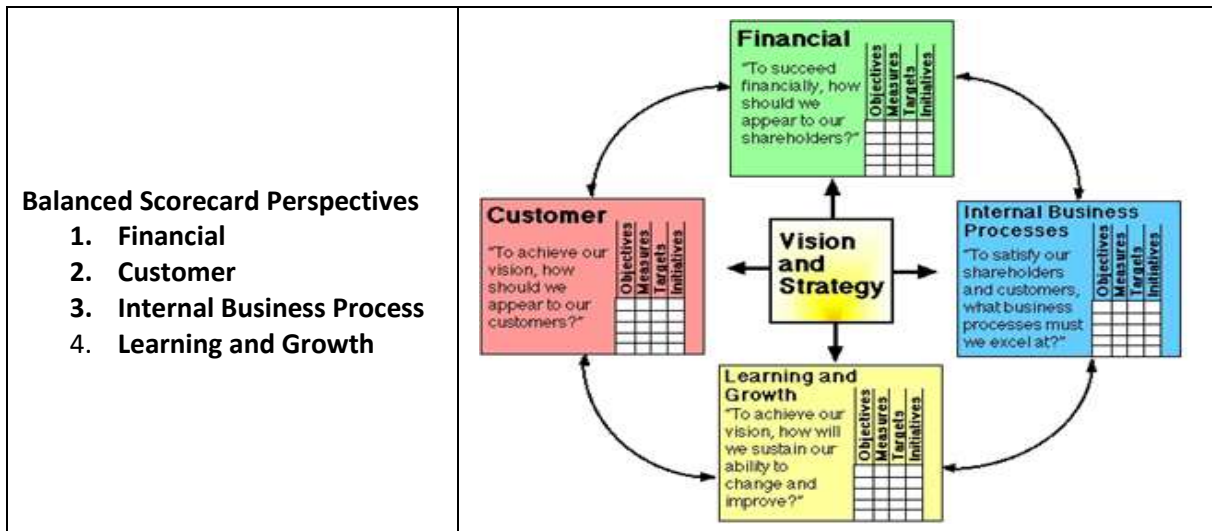 Balanced Scorecard Perspectives
1. Financial
2. Customer
3. Internal Business Process
4. Learning and Growth
Financial
"To succeed
financially, how
should we
appear to our
shareholders?"
Objectives
Measures
Targets
Initiatives
Customer
"To achieve our
vision, how
should we
appear to our
customers?"
Objectives
Measures
Targets
Initiatives
Vision
and
Strategy
Internal Business
Processes
"To satisfy our
shareholders
and customers,
what business
processes must
we excel at?"
Objectives
Measures
Targets
Initiatives
Learning and
Growth
"To achieve our
vision, how will
we sustain our
ability to
change and
improve?"
Objectives
Measures
Targets
Initiatives